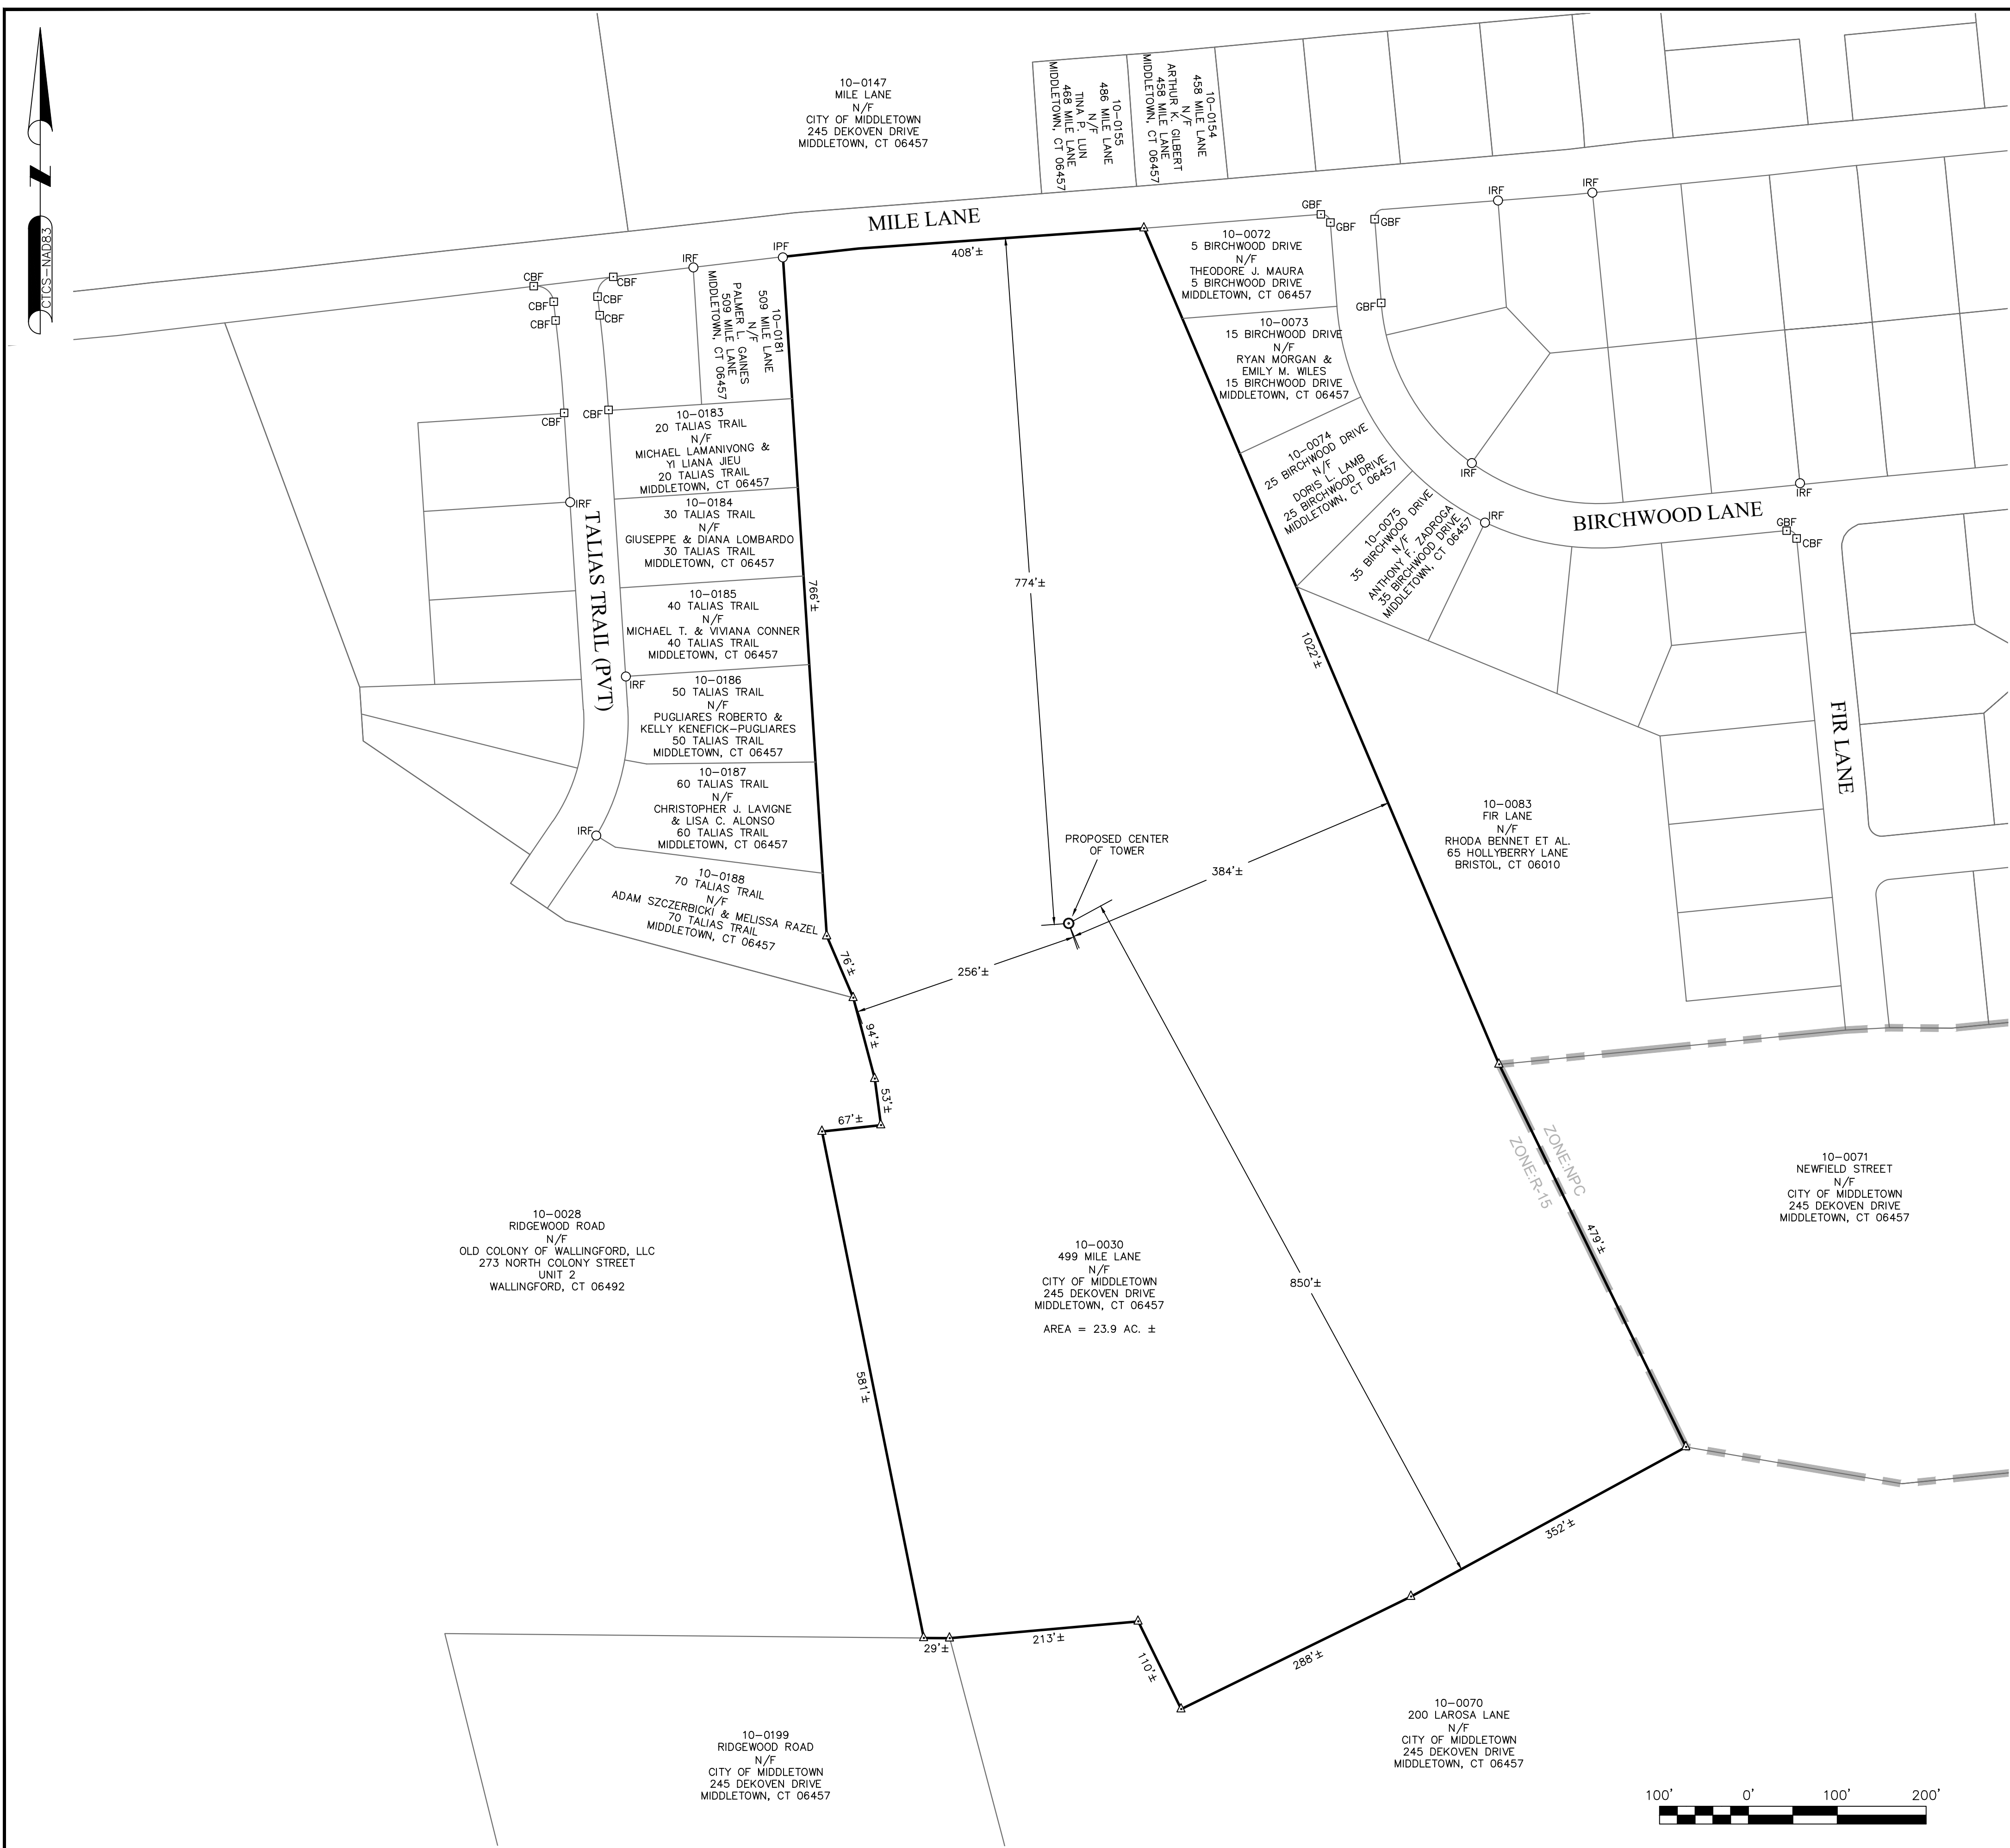 CTCS-NAD83
10-0147
MILE LANE
N/F
CITY OF MIDDLETOWN
245 DEKOVEN DRIVE
MIDDLETOWN, CT 06457
10-0155
486 MILE LANE
N/F
TINA P. LUN
468 MILE LANE
MIDDLETOWN, CT 06457
10-0154
458 MILE LANE
N/F
ARTHUR K. GILBERT
458 MILE LANE
MIDDLETOWN, CT 06457
MILE LANE
408'±
IPF
IRF
CBF
CBF
CBF
CBF
CBF
CBF
CBF
CBF
IRF
IRF
IRF
GBF
GBF
GBF
GBF
IRF
IRF
IRF
IRF
IRF
GBF
CBF
10-0181
509 MILE LANE
N/F
PALMER L. GAINES
509 MILE LANE
MIDDLETOWN, CT 06457
10-0183
20 TALIAS TRAIL
N/F
MICHAEL LAMANIVONG &
YI LIANA JIEU
20 TALIAS TRAIL
MIDDLETOWN, CT 06457
10-0184
30 TALIAS TRAIL
N/F
GIUSEPPE & DIANA LOMBARDO
30 TALIAS TRAIL
MIDDLETOWN, CT 06457
10-0185
40 TALIAS TRAIL
N/F
MICHAEL T. & VIVIANA CONNER
40 TALIAS TRAIL
MIDDLETOWN, CT 06457
10-0186
50 TALIAS TRAIL
N/F
PUGLIARES ROBERTO &
KELLY KENEFICK-PUGLIARES
50 TALIAS TRAIL
MIDDLETOWN, CT 06457
10-0187
60 TALIAS TRAIL
N/F
CHRISTOPHER J. LAVIGNE
& LISA C. ALONSO
60 TALIAS TRAIL
MIDDLETOWN, CT 06457
10-0188
70 TALIAS TRAIL
N/F
ADAM SZCZERBICKI & MELISSA RAZEL
70 TALIAS TRAIL
MIDDLETOWN, CT 06457
TALIAS TRAIL (PVT)
10-0072
5 BIRCHWOOD DRIVE
N/F
THEODORE J. MAURA
5 BIRCHWOOD DRIVE
MIDDLETOWN, CT 06457
10-0073
15 BIRCHWOOD DRIVE
N/F
RYAN MORGAN &
EMILY M. WILES
15 BIRCHWOOD DRIVE
MIDDLETOWN, CT 06457
10-0074
25 BIRCHWOOD DRIVE
N/F
DORIS L. LAMB
25 BIRCHWOOD DRIVE
MIDDLETOWN, CT 06457
10-0075
35 BIRCHWOOD DRIVE
N/F
ANTHONY F. ZADROGA
35 BIRCHWOOD DRIVE
MIDDLETOWN, CT 06457
BIRCHWOOD LANE
FIR LANE
766'±
774'±
1022'±
PROPOSED CENTER
OF TOWER
384'±
256'±
76'±
94'±
53'±
67'±
10-0083
FIR LANE
N/F
RHODA BENNET ET AL.
65 HOLLYBERRY LANE
BRISTOL, CT 06010
ZONE:NPC
ZONE:R-15
479'±
10-0071
NEWFIELD STREET
N/F
CITY OF MIDDLETOWN
245 DEKOVEN DRIVE
MIDDLETOWN, CT 06457
10-0028
RIDGEWOOD ROAD
N/F
OLD COLONY OF WALLINGFORD, LLC
273 NORTH COLONY STREET
UNIT 2
WALLINGFORD, CT 06492
10-0030
499 MILE LANE
N/F
CITY OF MIDDLETOWN
245 DEKOVEN DRIVE
MIDDLETOWN, CT 06457
AREA = 23.9 AC. ±
850'±
581'±
352'±
29'±
213'±
110'±
288'±
10-0199
RIDGEWOOD ROAD
N/F
CITY OF MIDDLETOWN
245 DEKOVEN DRIVE
MIDDLETOWN, CT 06457
10-0070
200 LAROSA LANE
N/F
CITY OF MIDDLETOWN
245 DEKOVEN DRIVE
MIDDLETOWN, CT 06457
100' 0' 100' 200'